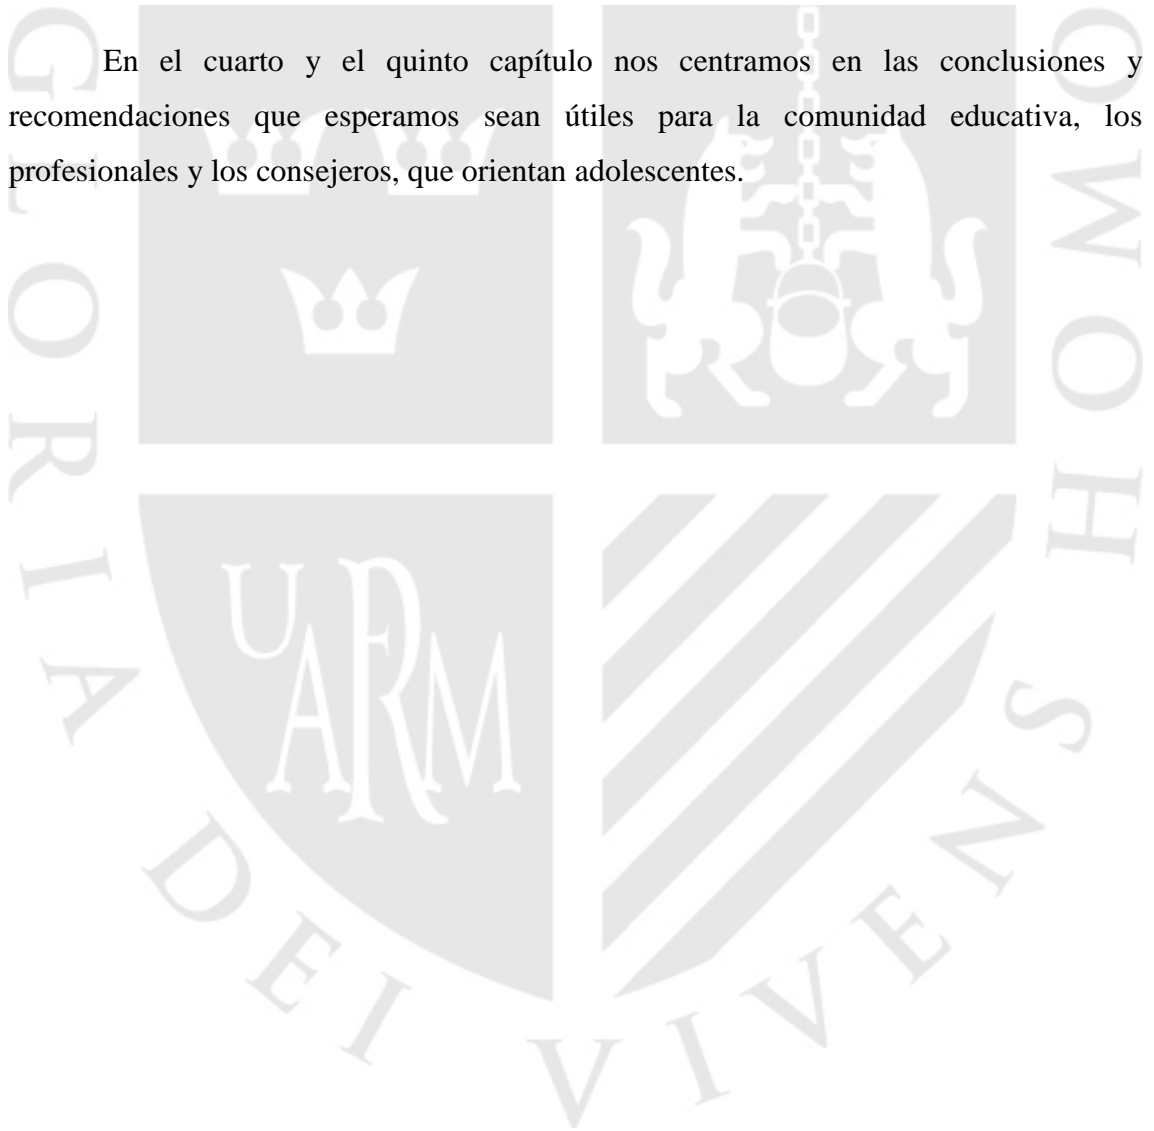 En el cuarto y el quinto capítulo nos centramos en las conclusiones y
recomendaciones que esperamos sean útiles para la comunidad educativa, los
profesionales y los consejeros, que orientan adolescentes.
GLORIA DEI VIVENS HOMO
UARM